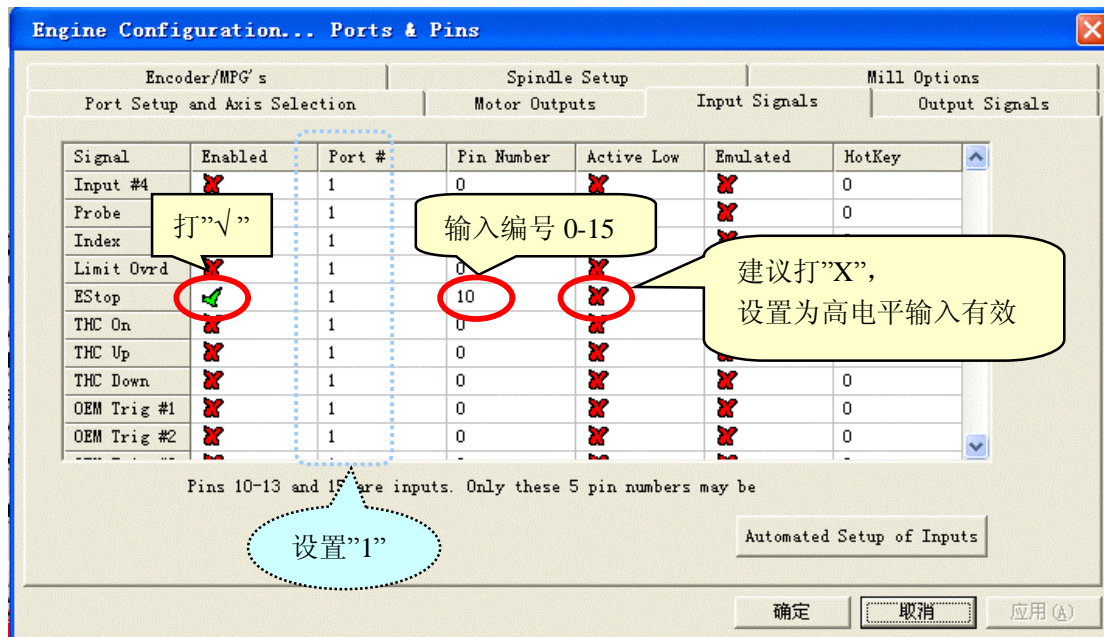 Engine Configuration... Ports & Pins
Encoder/MPG's Spindle Setup Mill Options
Port Setup and Axis Selection Motor Outputs Input Signals Output Signals
Signal Enabled Port # Pin Number Active Low Emulated HotKey
Input #4 1 0 0
Probe 1 0
Index 1
Limit Ovrd 1 0
EStop 1 10
THC On 1 0
THC Up 1 0
THC Down 1 0 0
OEM Trig #1 1 0 0
OEM Trig #2 1 0 0
打”√”
输入编号 0-15
建议打”X”，
设置为高电平输入有效
Pins 10-13 and 15 are inputs. Only these 5 pin numbers may be
设置”1”
Automated Setup of Inputs
确定 取消 应用(A)